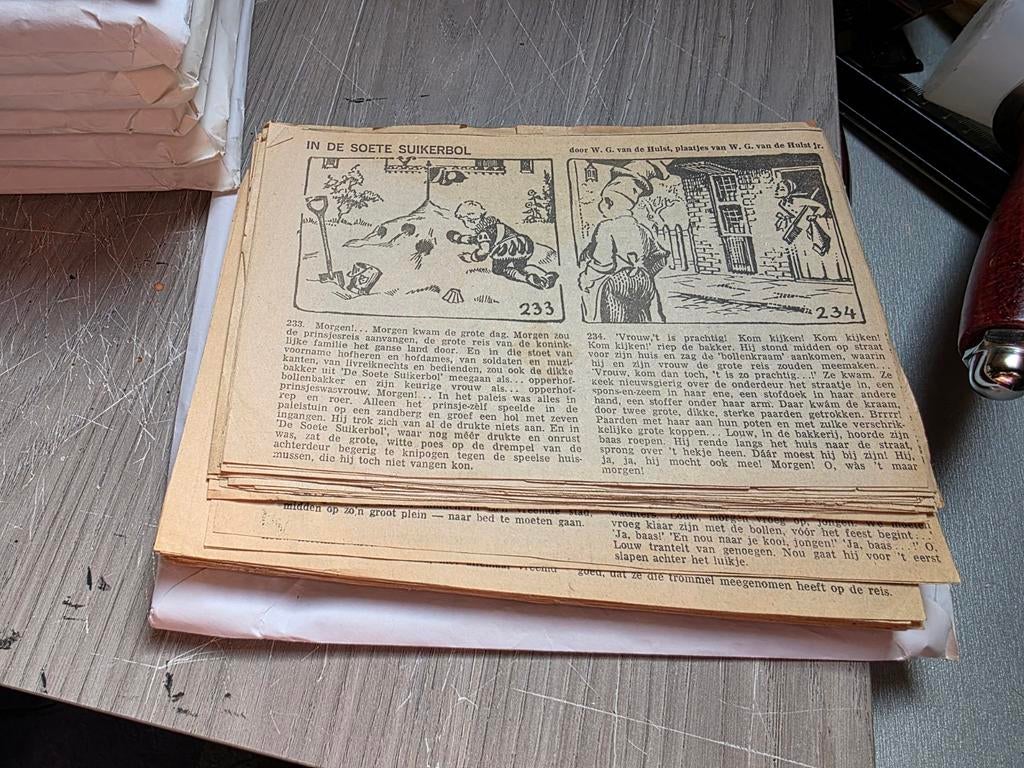 IN DE SOETE SUIKERBOL
door W. G. van de Hulst, plaatjes van W. G. van de Hulst jr.
233
234
233. Morgen!... Morgen kwam de grote dag. Morgen zou
de prinsjesreis aanvangen, de grote reis van de konink-
lijke familie het ganse land door. En in die stoet van
voorname hofheren en hofdames, van soldaten en muzi-
kanten, van livreiknechts en bedienden, zou ook de dikke
bakker uit 'De Soete Suikerbol' meegaan als... opperhof-
bollenbakker en zijn keurige vrouw als... opperhof-
prinsjeswasvrouw. Morgen!... In het paleis was alles in
rep en roer. Alleen het prinsje-zèlf speelde in de
paleistuin op een zandberg en groef een hol met zeven
ingangen. Hij trok zich van al de drukte niets aan. En in
'De Soete Suikerbol', waar nog méér drukte en onrust
was, zat de grote, witte poes op de drempel van de
achterdeur begerig te knipogen tegen de speelse huis-
mussen, die hij toch niet vangen kon.
234. 'Vrouw,'t is prachtig! Kom kijken! Kom kijken!
Kom kijken!' riep de bakker. Hij stond midden op straat
voor zijn huis en zag de 'bollenkraam' aankomen, waarin
hij en zijn vrouw de grote reis zouden meemaken...
'Vrouw, kom dan toch, 't is zo prachtig...!' Ze kwam. Ze
keek nieuwsgierig over de onderdeur het straatje in, een
spons-en-zeem in haar ene, een stofdoek in haar andere
hand, een stoffer onder haar arm. Daar kwám de kraam,
door twee grote, dikke, sterke paarden getrokken. Brrrr!
Paarden met haar aan hun poten en met zulke verschrik-
kelijke grote koppen... Louw, in de bakkerij, hoorde zijn
baas roepen. Hij rende langs het huis naar de straat,
sprong over 't hekje heen. Dáár moest hij bij zijn! Hij,
ja, ja, hij mocht ook mee! Morgen! O, wàs 't maar
morgen!
midden op zo'n groot plein — naar bed te moeten gaan.
vroeg klaar zijn met de bollen, vóór het feest begint...'
'Ja, baas!' 'En nou naar je kooi, jongen!' 'Ja, baas....!' O,
Louw trantelt van genoegen. Nou gaat hij voor 't eerst
slapen achter het luikje.
goed, dat ze die trommel meegenomen heeft op de reis.